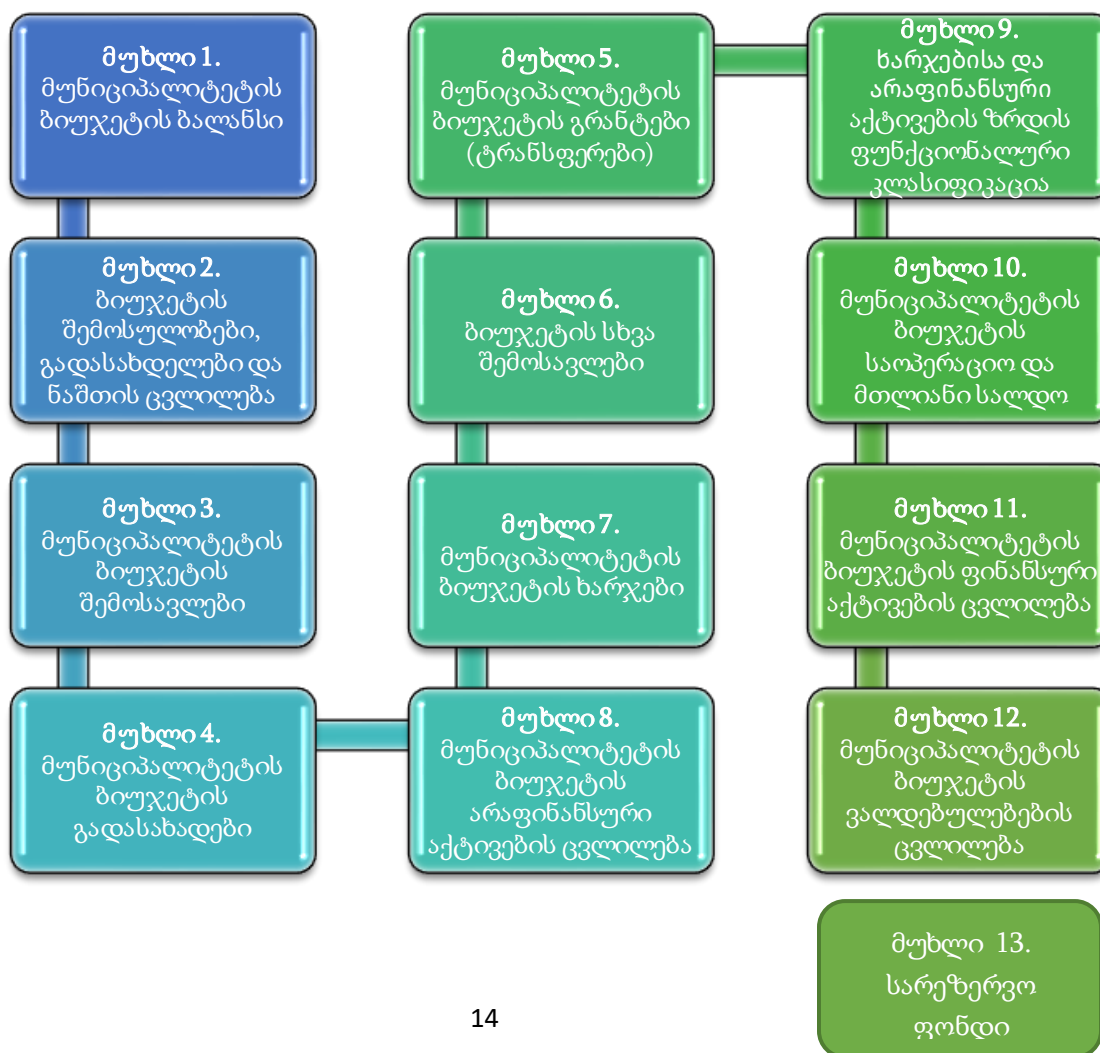 მუხლი 1.
მუნიციპალიტეტის
ბიუჯეტის ბალანსი
მუხლი 2.
ბიუჯეტის
შემოსულობები,
გადასახდელები და
ნაშთის ცვლილება
მუხლი 3.
მუნიციპალიტეტის
ბიუჯეტის
შემოსავლები
მუხლი 4.
მუნიციპალიტეტის
ბიუჯეტის
გადასახადები
მუხლი 5.
მუნიციპალიტეტის
ბიუჯეტის გრანტები
(ტრანსფერები)
მუხლი 6.
ბიუჯეტის სხვა
შემოსავლები
მუხლი 7.
მუნიციპალიტეტის
ბიუჯეტის ხარჯები
მუხლი 8.
მუნიციპალიტეტის
ბიუჯეტის
არაფინანსური
აქტივების ცვლილება
მუხლი 9.
ხარჯებისა და
არაფინანსური
აქტივების ზრდის
ფუნქციონალური
კლასიფიკაცია
მუხლი 10.
მუნიციპალიტეტის
ბიუჯეტის
საოპერაციო და
მთლიანი სალდო
მუხლი 11.
მუნიციპალიტეტის
ბიუჯეტის ფინანსური
აქტივების ცვლილება
მუხლი 12.
მუნიციპალიტეტის
ბიუჯეტის
ვალდებულებების
ცვლილება
მუხლი 13.
სარეზერვო
ფონდი
14